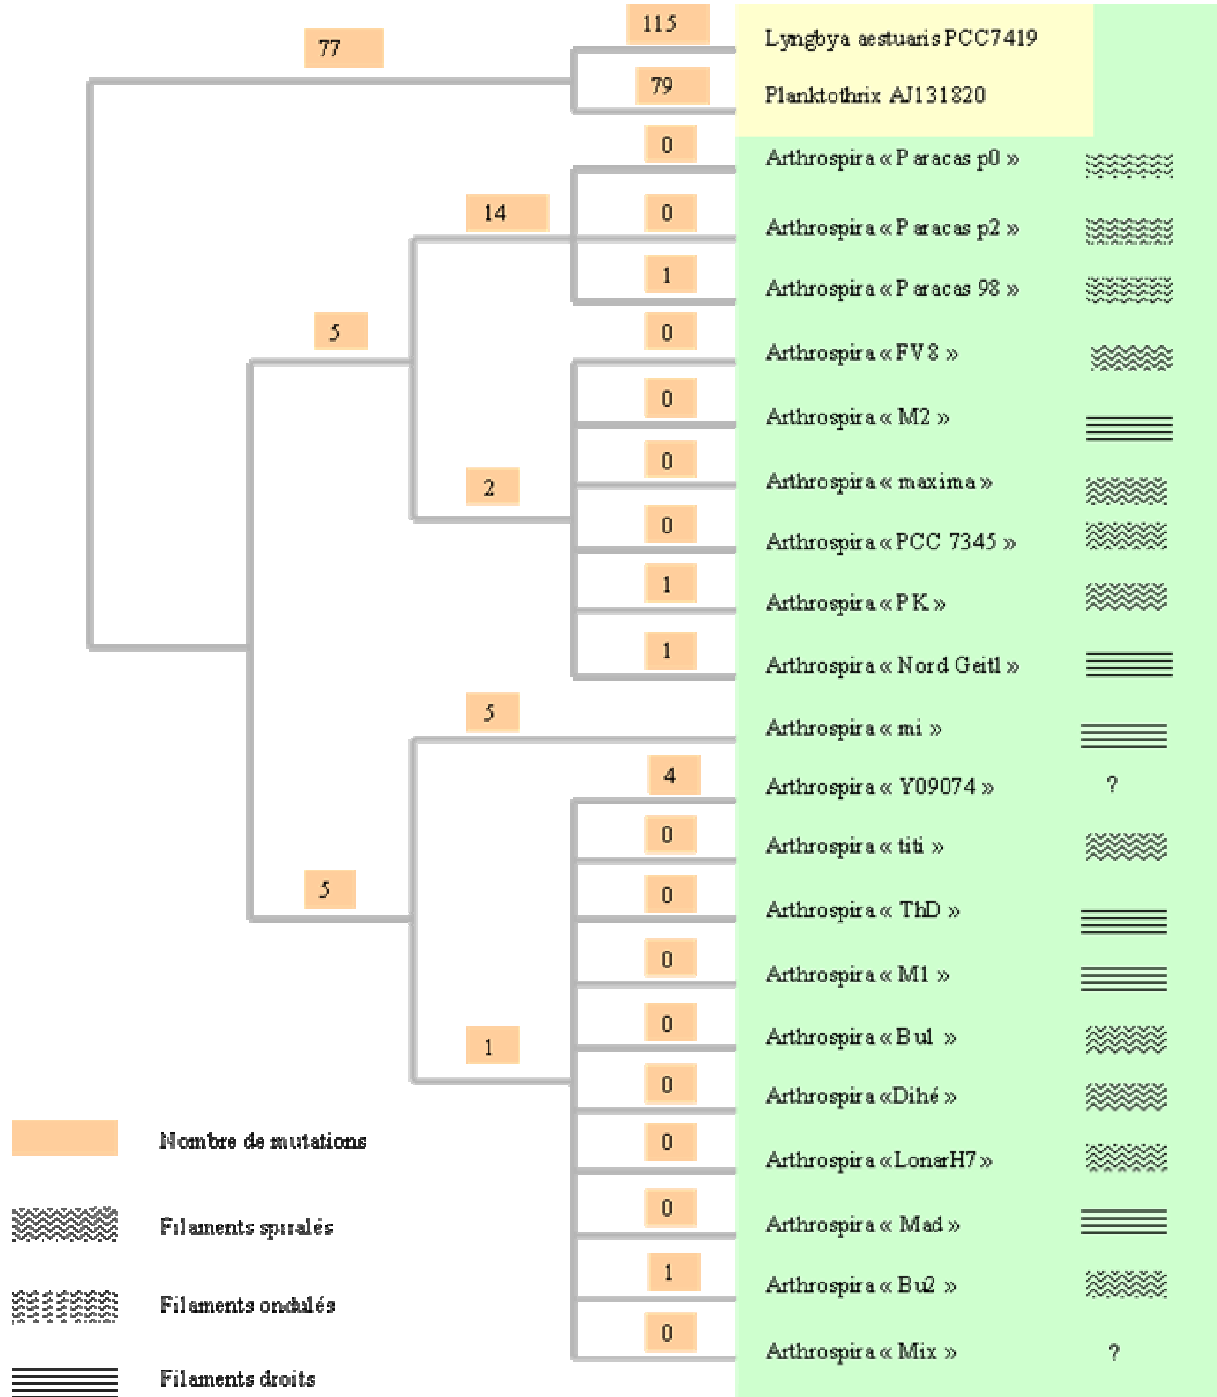 115
Lyngbya aestuaris PCC7419
77
79
Planktothrix AJ131820
0
Arthrospira « Paracas p0 »
14
0
Arthrospira « Paracas p2 »
1
Arthrospira « Paracas 98 »
5
0
Arthrospira « FV8 »
0
Arthrospira « M2 »
0
Arthrospira « maxima »
2
0
Arthrospira « PCC 7345 »
1
Arthrospira « PK »
1
Arthrospira « Nord Geitl »
5
Arthrospira « mi »
4
Arthrospira « Y09074 » ?
0
Arthrospira « titi »
5
0
Arthrospira « ThD »
0
Arthrospira « M1 »
0
Arthrospira « Bu1 »
1
0
Arthrospira «Dihé »
0
Arthrospira «LonarH7 »
0
Arthrospira « Mad »
1
Arthrospira « Bu2 »
0
Arthrospira « Mix » ?
Nombre de mutations
Filaments spiralés
Filaments ondulés
Filaments droits